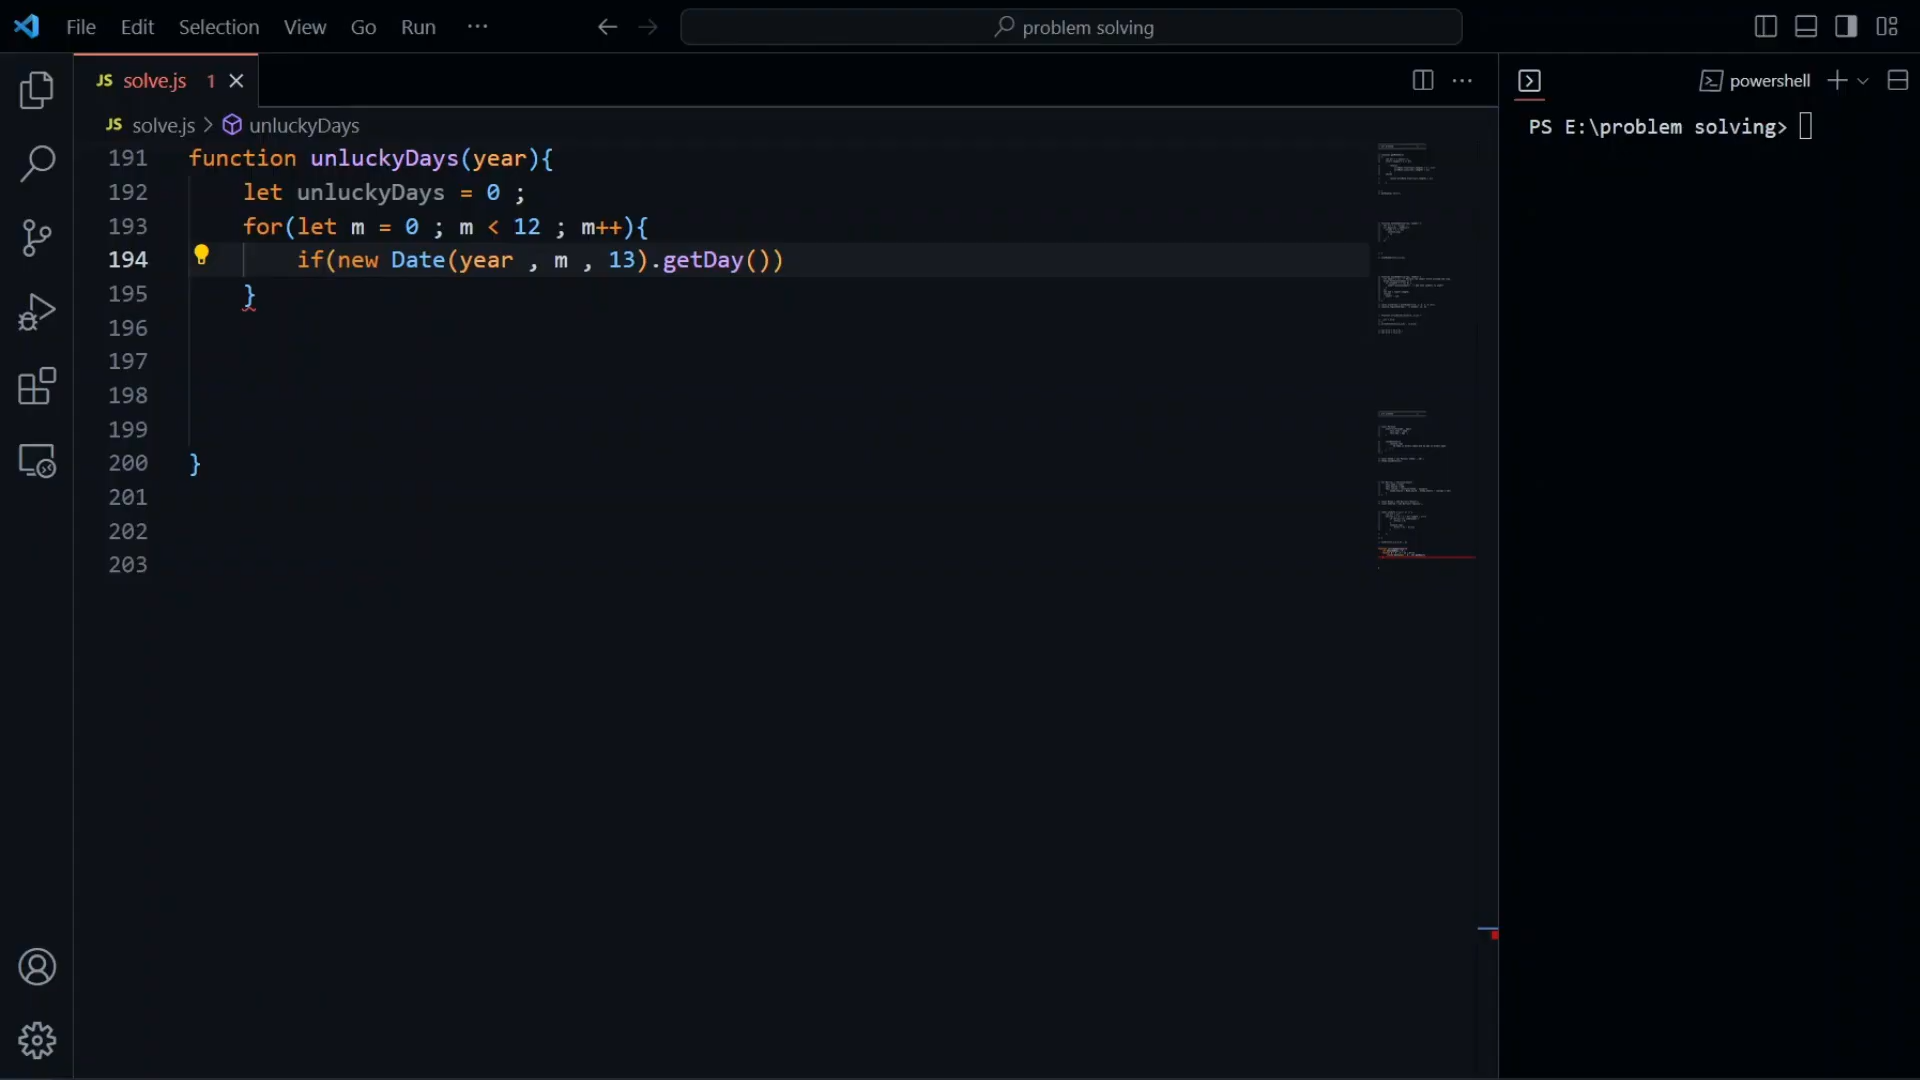 File Edit Selection View Go Run ··· problem solving
JS solve.js 1
powershell
JS solve.js > unluckyDays
PS E:\problem solving>
191 function unluckyDays(year){
192 let unluckyDays = 0 ;
193 for(let m = 0 ; m < 12 ; m++){
194 if(new Date(year , m , 13).getDay())
195 }
196
197
198
199
200 }
201
202
203